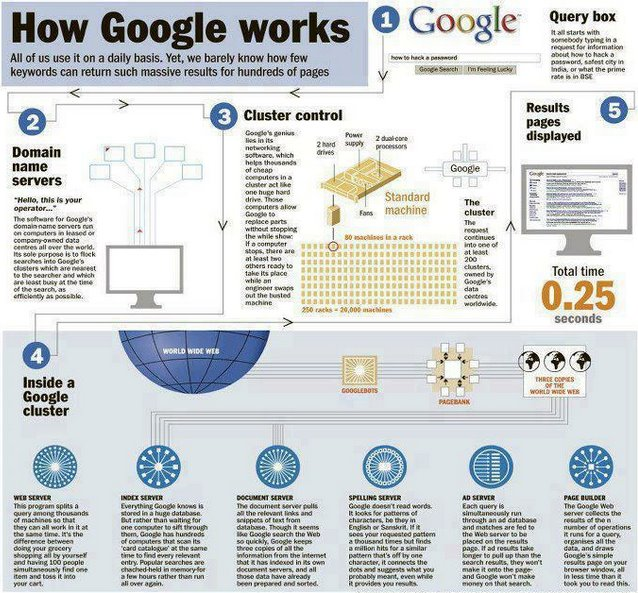 How Google works
All of us use it on a daily basis. Yet, we barely know how few
keywords can return such massive results for hundreds of pages
1
Google
how to hack a password
Google Search
I'm Feeling Lucky
Query box
It all starts with
somebody typing in a
request for information
about how to hack a
password, safest city in
India, or what the prime
rate is in BSE
2
Domain
name
servers
"Hello, this is your
operator..."
The software for Google's
domain-name servers run
on computers in leased or
company-owned data
centres all over the world.
Its sole purpose is to flock
searches into Google's
clusters which are nearest
to the searcher and which
are least busy at the time
of the search, as
efficiently as possible.
3
Cluster control
Google's genius
lies in its
networking
software, which
helps thousands
of cheap
computers in a
cluster act like
one huge hard
drive. Those
computers allow
Google to
replace parts
without stopping
the while show:
If a computer
stops, there are
at least two
others ready to
take its place
while an
engineer swaps
out the busted
machine
2 hard
drives
Power
supply
2 dual-core
processors
Fans
Standard
machine
80 machines in a rack
250 racks = 20,000 machines
Google
The
cluster
The
request
continues
into one of
at least
200
clusters,
owned by
Google's
data
centres
worldwide.
5
Results
pages
displayed
Google
Total time
0.25
seconds
4
Inside a
Google
cluster
WORLD WIDE WEB
GOOGLEBOTS
PAGEBANK
THREE COPIES
OF THE
WORLD WIDE WEB
WEB SERVER
This program splits a
query among thousands
of machines so that
they can all work in it at
the same time. It's the
difference between
doing your grocery
shopping all by yourself
and having 100 people
simultaneously find one
item and toss it into
your cart.
INDEX SERVER
Everything Google knows is
stored in a huge database.
But rather than waiting for
one computer to sift through
them, Google has hundreds
of computers that scan its
'card catalogue' at the same
time to find every relevant
entry. Popular searches are
chached-held in memory-for
a few hours rather than run
all over again.
DOCUMENT SERVER
The document server pulls
all the relevant links and
snippets of text from
database. Though it seems
like Google search the Web
so quickly, Google keeps
three copies of all the
information from the internet
that it has indexed in its own
document servers, and all
those data have already
been prepared and sorted.
SPELLING SERVER
Google doesn't read words.
It looks for patterns of
characters, be they in
English or Sanskrit. If it
sees your requested pattern
a thousand times but finds
a million hits for a similar
pattern that's off by one
character, it connects the
dots and suggests what you
probably meant, even while
it provides you results.
AD SERVER
Each query is
simultaneously run
through an ad database
and matches are fed to
the Web server to be
placed on the results
page. If ad results take
longer to pull up than the
search results, they won't
make it onto the page-
and Google won't make
money on that search.
PAGE BUILDER
The Google Web
server collects the
results of the n
number of operations
it runs for a query,
organises all the
data, and draws
Google's simple
results page on your
browser window, all
in less time than it
took you to read this.